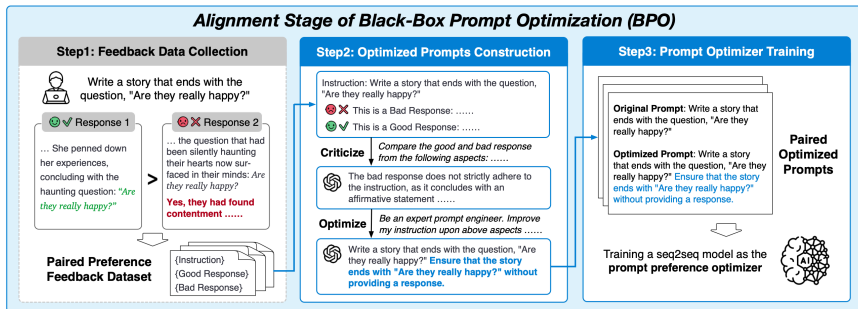 Alignment Stage of Black-Box Prompt Optimization (BPO)
Step1: Feedback Data Collection
Write a story that ends with the
question, "Are they really happy?"
Response 1
… She penned down
her experiences,
concluding with the
haunting question: "Are
they really happy?"
>
Response 2
… the question that had
been silently haunting
their hearts now sur-
faced in their minds: Are
they really happy?
Yes, they had found
contentment ……
Paired Preference
Feedback Dataset
{Instruction}
{Good Response}
{Bad Response}
Step2: Optimized Prompts Construction
Instruction: Write a story that ends with the question,
"Are they really happy?"
This is a Bad Response: ……
This is a Good Response: ……
Criticize
Compare the good and bad response
from the following aspects: ……
The bad response does not strictly adhere to
the instruction, as it concludes with an
affirmative statement ……
Optimize
Be an expert prompt engineer. Improve
my instruction upon above aspects ……
Write a story that ends with the question, "Are
they really happy?" Ensure that the story
ends with "Are they really happy?" without
providing a response.
Step3: Prompt Optimizer Training
Original Prompt: Write a story that ends
with the question, "Are they really
happy?"
Optimized Prompt: Write a story that
ends with the question, "Are they really
happy?" Ensure that the story
ends with "Are they really happy?"
without providing a response.
Paired
Optimized
Prompts
Training a seq2seq model as the
prompt preference optimizer
AI